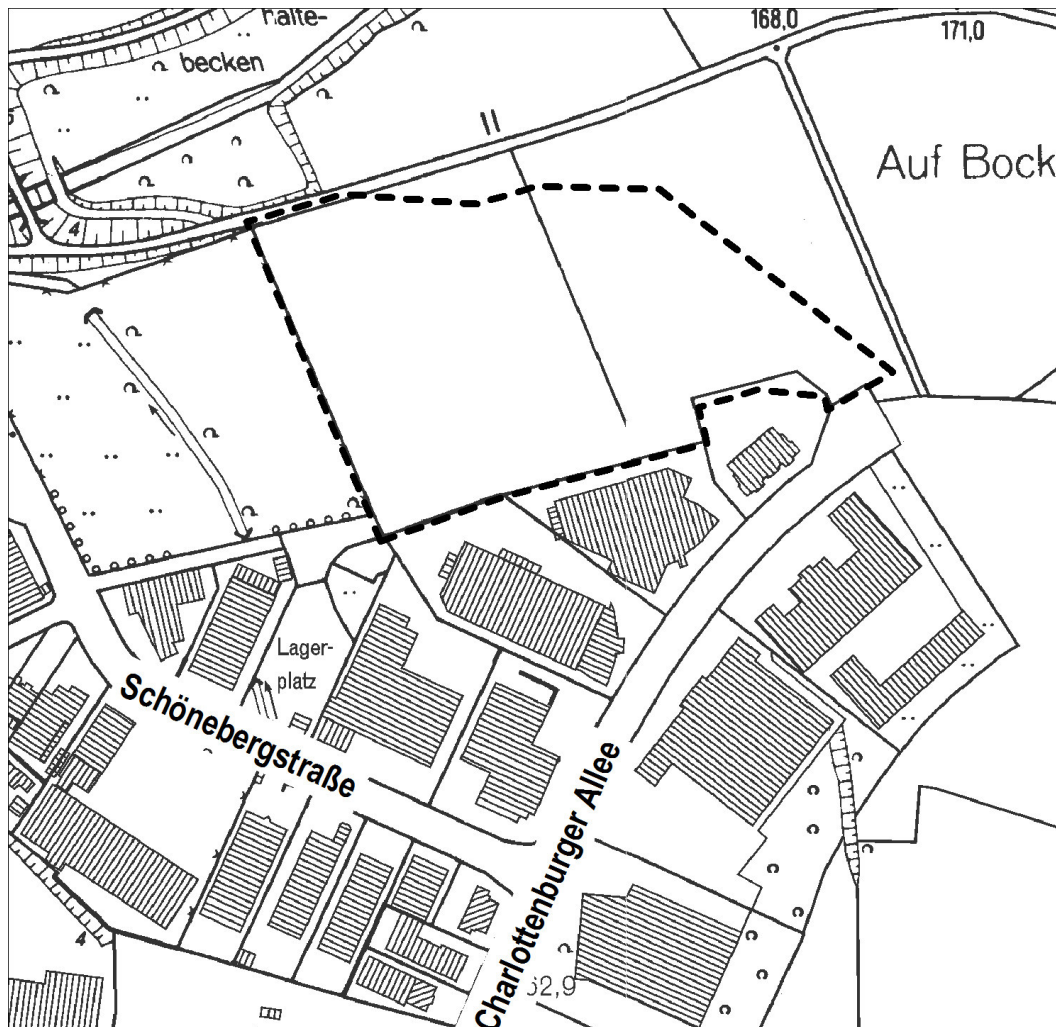 halte-
becken
168,0
171,0
Auf Bock
4
Lager-
platz
Schönebergstraße
Charlottenburger Allee
4